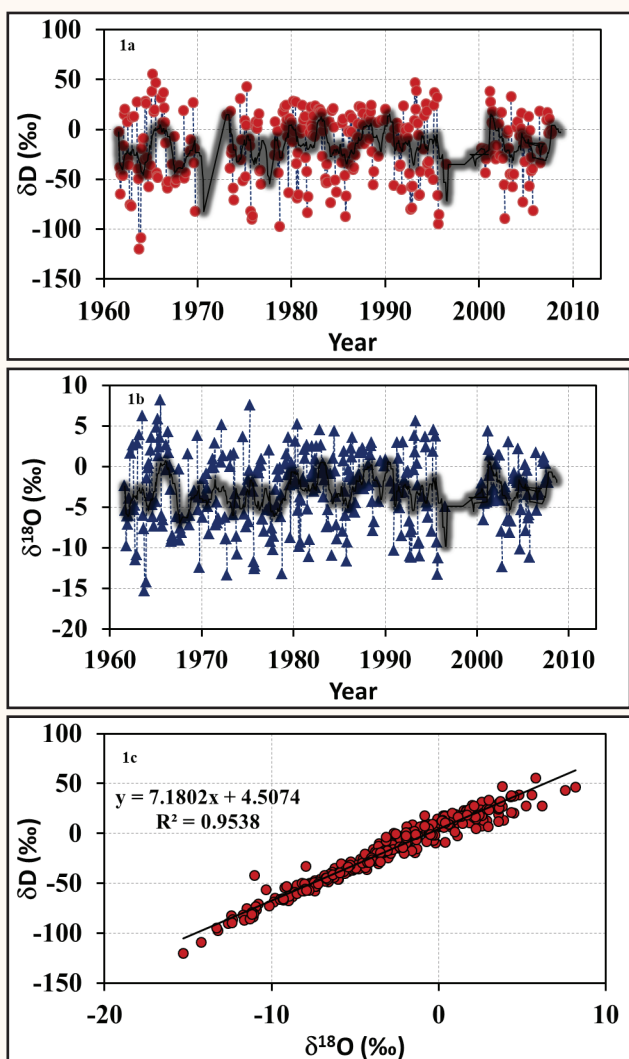 1a
100
50
0
-50
-100
-150
δD (‰)
1960 1970 1980 1990 2000 2010
Year
1b
10
5
0
-5
-10
-15
-20
δ¹⁸O (‰)
1960 1970 1980 1990 2000 2010
Year
1c
100
50
0
-50
-100
-150
δD (‰)
y = 7.1802x + 4.5074
R² = 0.9538
-20 -10 0 10
δ¹⁸O (‰)